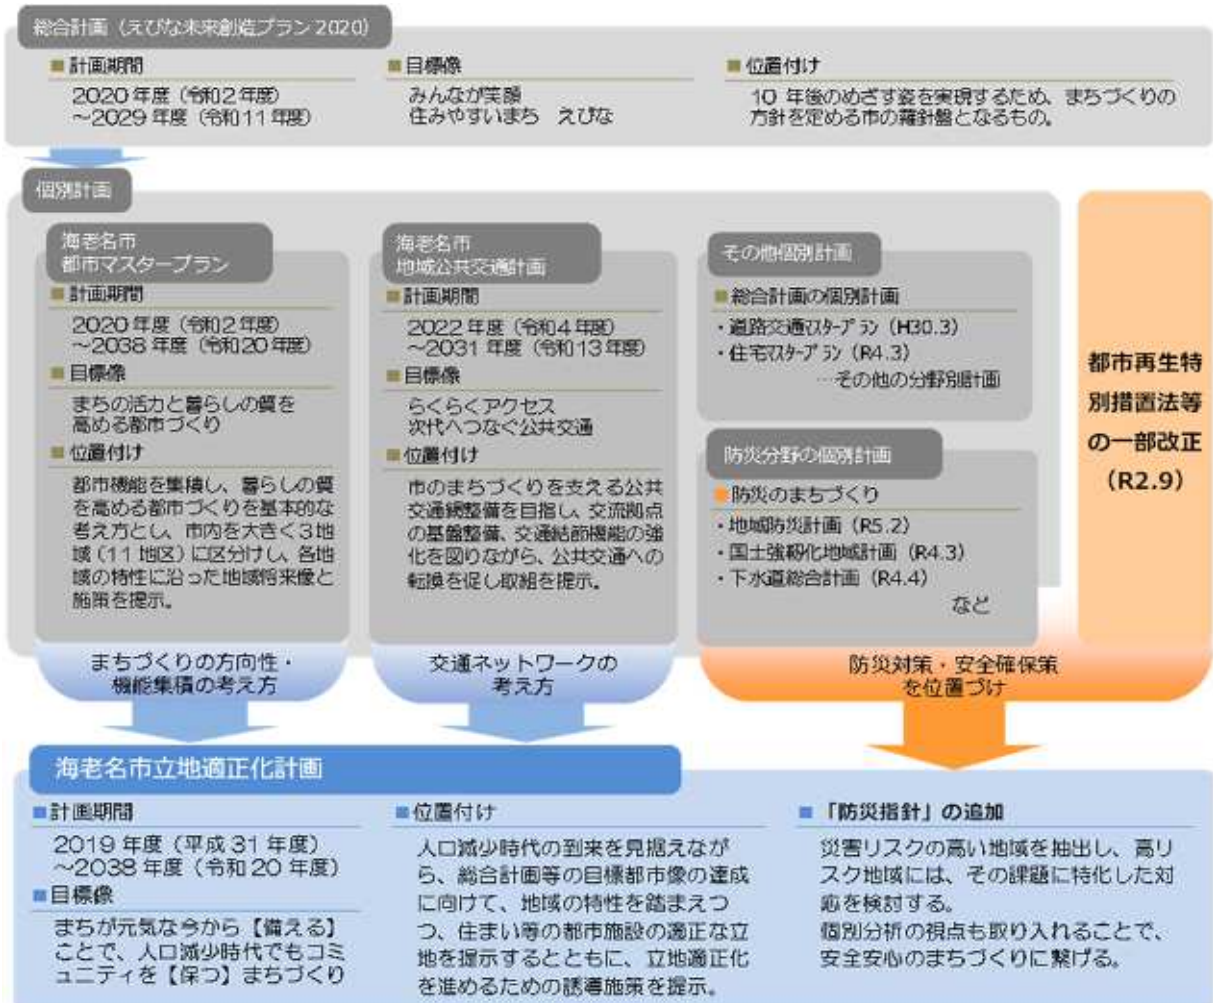 総合計画（えびな未来創造プラン2020）
■計画期間
2020年度（令和2年度）
～2029年度（令和11年度）
■目標像
みんなが笑顔
住みやすいまち　えびな
■位置付け
10年後のめざす姿を実現するため、まちづくりの
方針を定める市の羅針盤となるもの。
個別計画
海老名市
都市マスタープラン
■計画期間
2020年度（令和2年度）
～2038年度（令和20年度）
■目標像
まちの活力と暮らしの質を
高める都市づくり
■位置付け
都市機能を集積し、暮らしの質
を高める都市づくりを基本的な
考え方とし、市内を大きく3地
域（11地区）に区分けし、各地
域の特性に沿った地域将来像と
施策を提示。
海老名市
地域公共交通計画
■計画期間
2022年度（令和4年度）
～2031年度（令和13年度）
■目標像
らくらくアクセス
次代へつなぐ公共交通
■位置付け
市のまちづくりを支える公共
交通網整備を目指し、交流拠点
の基盤整備、交通結節機能の強
化を図りながら、公共交通への
転換を促し取組を提示。
その他個別計画
■総合計画の個別計画
・道路交通マスタープラン（H30.3）
・住宅マスタープラン（R4.3）
…その他の分野別計画
防災分野の個別計画
■防災のまちづくり
・地域防災計画（R5.2）
・国土強靱化地域計画（R4.3）
・下水道総合計画（R4.4）
など
都市再生特
別措置法等
の一部改正
（R2.9）
まちづくりの方向性・
機能集積の考え方
交通ネットワークの
考え方
防災対策・安全確保策
を位置づけ
海老名市立地適正化計画
■計画期間
2019年度（平成31年度）
～2038年度（令和20年度）
■目標像
まちが元気な今から【備える】
ことで、人口減少時代でもコミ
ュニティを【保つ】まちづくり
■位置付け
人口減少時代の到来を見据えなが
ら、総合計画等の目標都市像の達成
に向けて、地域の特性を踏まえつ
つ、住まい等の都市施設の適正な立
地を提示するとともに、立地適正化
を進めるための誘導施策を提示。
■「防災指針」の追加
災害リスクの高い地域を抽出し、高リ
スク地域には、その課題に特化した対
応を検討する。
個別分析の視点も取り入れることで、
安全安心のまちづくりに繋げる。